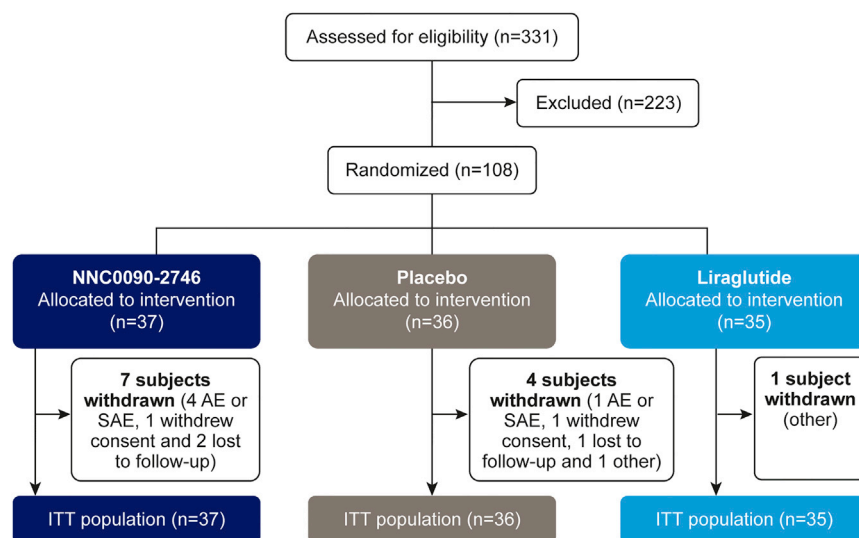 Assessed for eligibility (n=331)
Excluded (n=223)
Randomized (n=108)
NNC0090-2746
Allocated to intervention
(n=37)
Placebo
Allocated to intervention
(n=36)
Liraglutide
Allocated to intervention
(n=35)
7 subjects
withdrawn (4 AE or
SAE, 1 withdrew
consent and 2 lost
to follow-up)
4 subjects
withdrawn (1 AE or
SAE, 1 withdrew
consent, 1 lost to
follow-up and 1 other)
1 subject
withdrawn
(other)
ITT population (n=37)
ITT population (n=36)
ITT population (n=35)